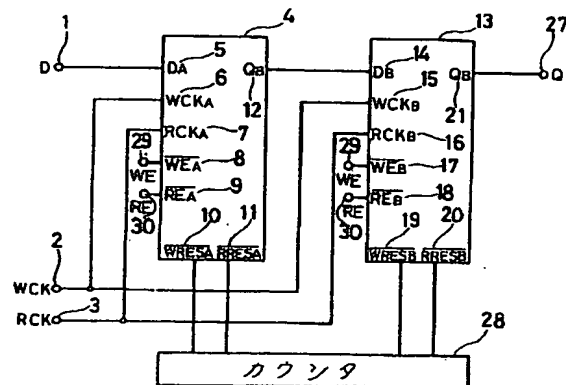 1
4
13
27
D
5
DA
QB
12
14
DB
QB
21
Q
6
WCKA
15
WCKB
RCKA
7
RCKB
16
29
WEA
8
WE
29
WEB
17
WE
REA
9
RE
30
REB
18
RE
30
10
11
WRESA
RRESA
19
20
WRESB
RRESB
2
WCK
3
RCK
28
カウンタ